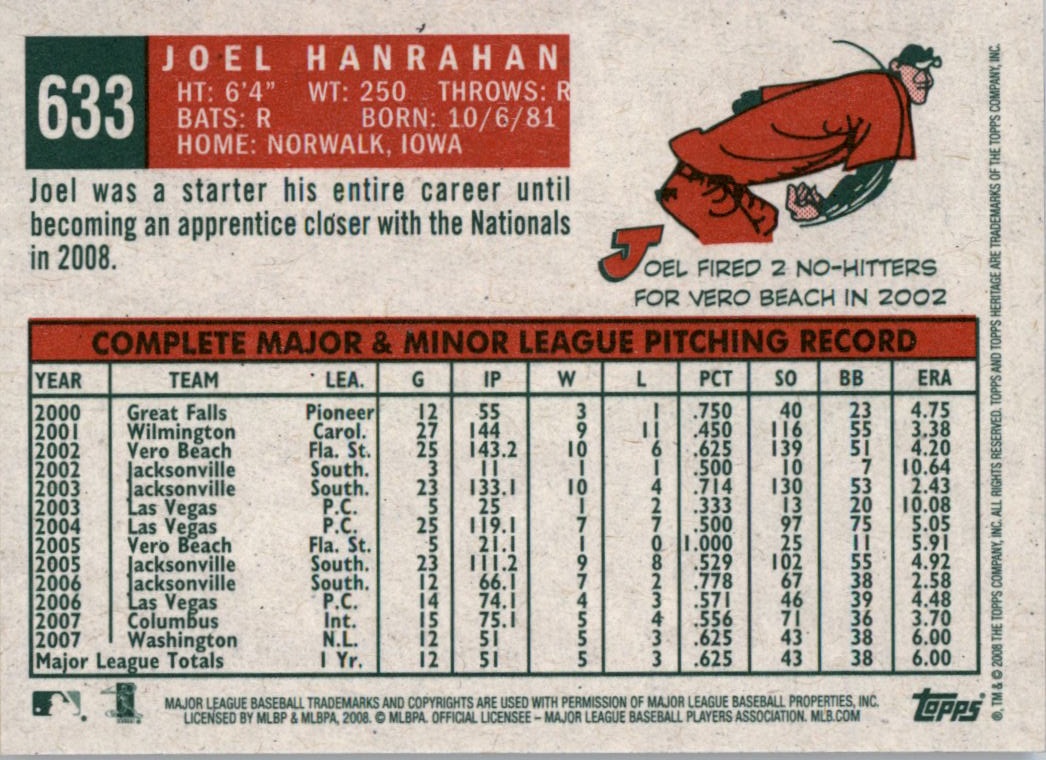 633
JOEL HANRAHAN
HT: 6'4" WT: 250 THROWS: R
BATS: R BORN: 10/6/81
HOME: NORWALK, IOWA
Joel was a starter his entire career until
becoming an apprentice closer with the Nationals
in 2008.
JOEL FIRED 2 NO-HITTERS
FOR VERO BEACH IN 2002
COMPLETE MAJOR & MINOR LEAGUE PITCHING RECORD
YEAR TEAM LEA. G IP W L PCT SO BB ERA
2000 Great Falls Pioneer 12 55 3 1 .750 40 23 4.75
2001 Wilmington Carol. 27 144 9 11 .450 116 55 3.38
2002 Vero Beach Fla. St. 25 143.2 10 6 .625 139 51 4.20
2002 Jacksonville South. 3 11 1 1 .500 10 7 10.64
2003 Jacksonville South. 23 133.1 10 4 .714 130 53 2.43
2003 Las Vegas P.C. 5 25 1 2 .333 13 20 10.08
2004 Las Vegas P.C. 25 119.1 7 7 .500 97 75 5.05
2005 Vero Beach Fla. St. 5 21.1 1 0 1.000 25 11 5.91
2005 Jacksonville South. 23 111.2 9 8 .529 102 55 4.92
2006 Jacksonville South. 12 66.1 7 2 .778 67 38 2.58
2006 Las Vegas P.C. 14 74.1 4 3 .571 46 39 4.48
2007 Columbus Int. 15 75.1 5 4 .556 71 36 3.70
2007 Washington N.L. 12 51 5 3 .625 43 38 6.00
Major League Totals 1 Yr. 12 51 5 3 .625 43 38 6.00
MAJOR LEAGUE BASEBALL TRADEMARKS AND COPYRIGHTS ARE USED WITH PERMISSION OF MAJOR LEAGUE BASEBALL PROPERTIES, INC.
LICENSED BY MLBP & MLBPA, 2008. © MLBPA. OFFICIAL LICENSEE – MAJOR LEAGUE BASEBALL PLAYERS ASSOCIATION. MLB.COM
TOPPS
®, TM & © 2008 THE TOPPS COMPANY, INC. ALL RIGHTS RESERVED. TOPPS AND TOPPS HERITAGE ARE TRADEMARKS OF THE TOPPS COMPANY, INC.